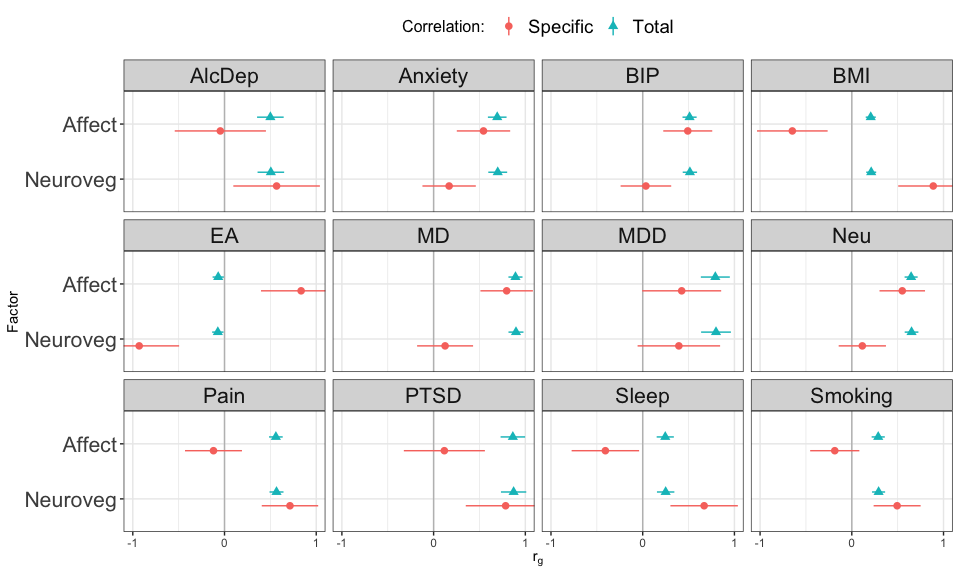 Correlation: Specific Total
AlcDep Anxiety BIP BMI
Affect
Neuroveg
EA MD MDD Neu
Affect
Neuroveg
Pain PTSD Sleep Smoking
Affect
Neuroveg
-1 0 1 -1 0 1 -1 0 1 -1 0 1
rg
Factor